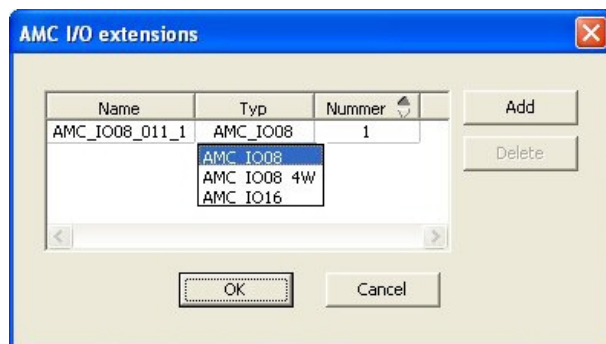 AMC I/O extensions
Name Typ Nummer
AMC_IO08_011_1 AMC_IO08 1
AMC_IO08
AMC_IO08_4W
AMC_IO16
Add
Delete
OK Cancel